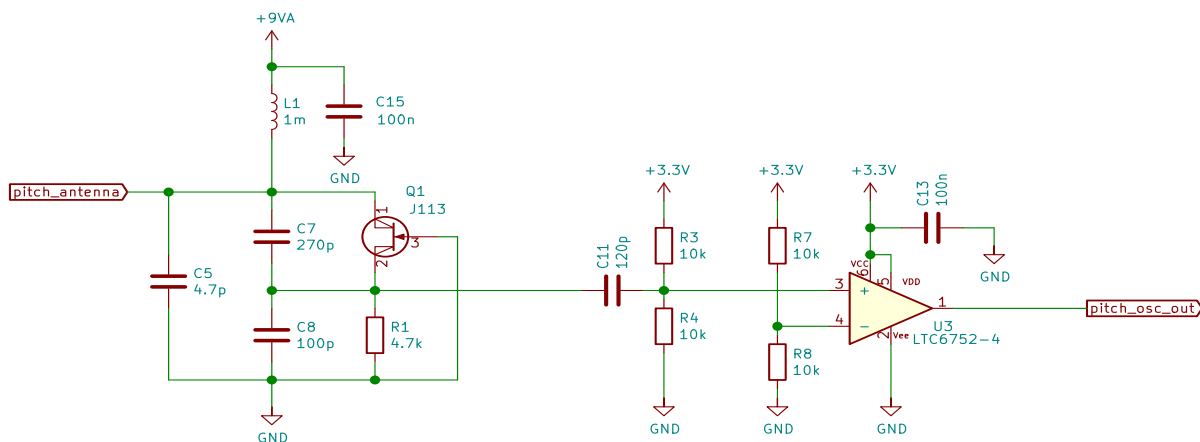 +9VA
L1
1m
C15
100n
GND
pitch_antenna
Q1
J113
1
3
2
C7
270p
C5
4.7p
C8
100p
R1
4.7k
GND
C11
120p
+3.3V
R3
10k
R4
10k
GND
+3.3V
R7
10k
R8
10k
GND
+3.3V
C13
100n
GND
VCC
6
5
VDD
3
+
4
-
1
2
Vee
U3
LTC6752-4
GND
pitch_osc_out